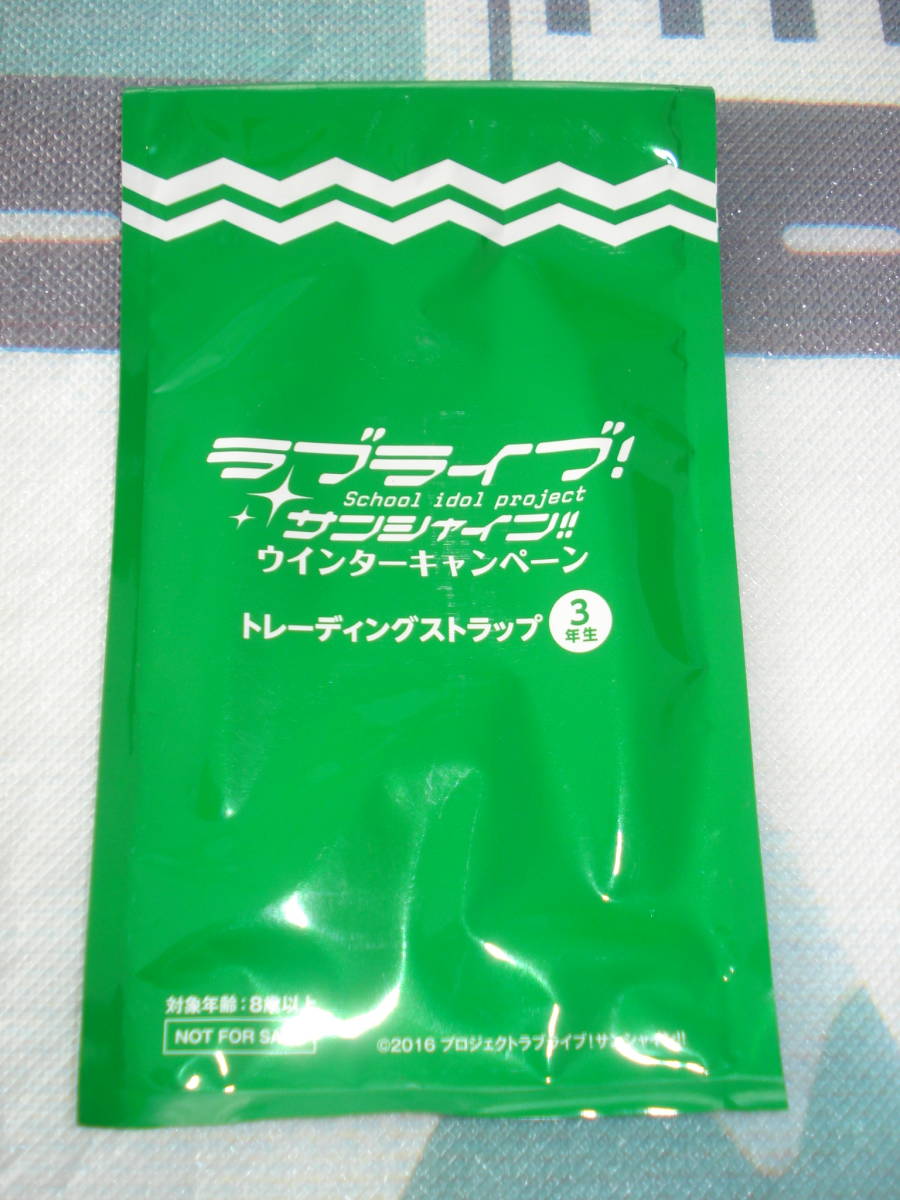 ラブライブ!
School idol project
サンシャイン!!
ウインターキャンペーン
トレーディングストラップ 3年生
対象年齢:8歳以上
NOT FOR SALE
©2016 プロジェクトラブライブ!サンシャイン!!